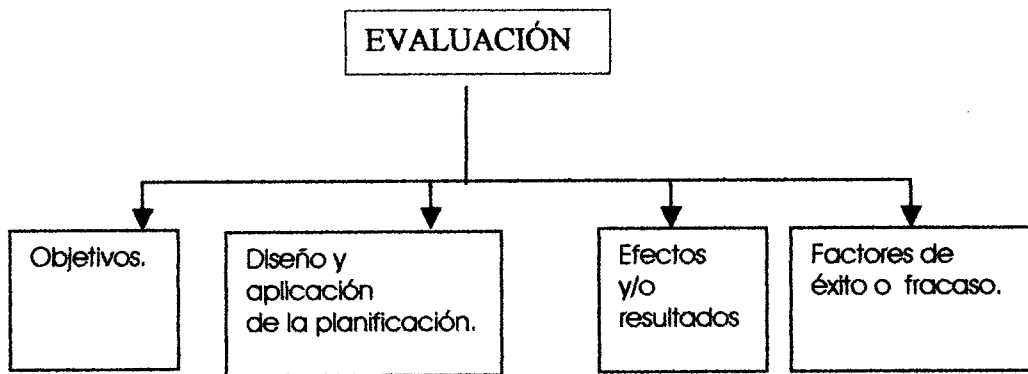 EVALUACIÓN
Objetivos.
Diseño y
aplicación
de la planificación.
Efectos
y/o
resultados
Factores de
éxito o fracaso.